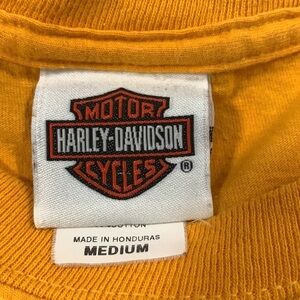 MOTOR
HARLEY-DAVIDSON
CYCLES
®
MADE IN HONDURAS
MEDIUM